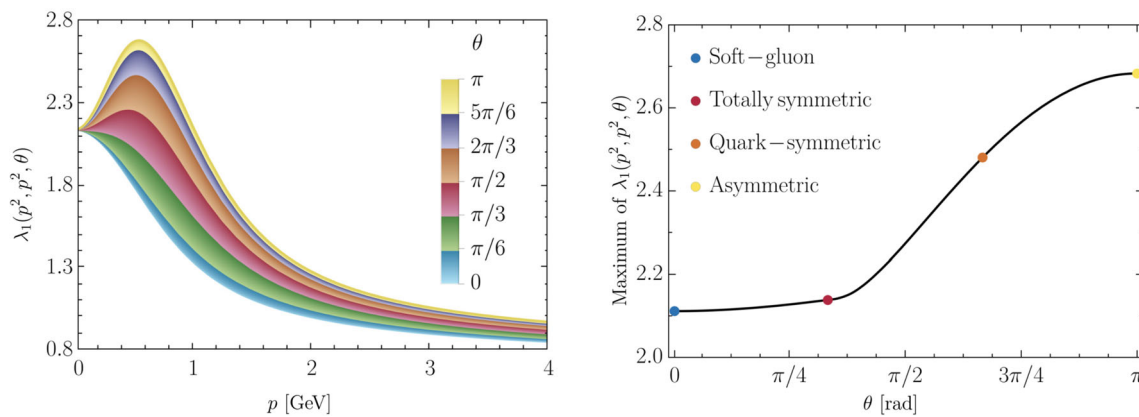 2.8
2.3
1.8
1.3
0.8
λ₁(p², p², θ)
0
1
2
3
4
p [GeV]
θ
π
5π/6
2π/3
π/2
π/3
π/6
0
2.8
2.6
2.4
2.2
2.0
Maximum of λ₁(p², p², θ)
Soft−gluon
Totally symmetric
Quark−symmetric
Asymmetric
0
π/4
π/2
3π/4
π
θ [rad]